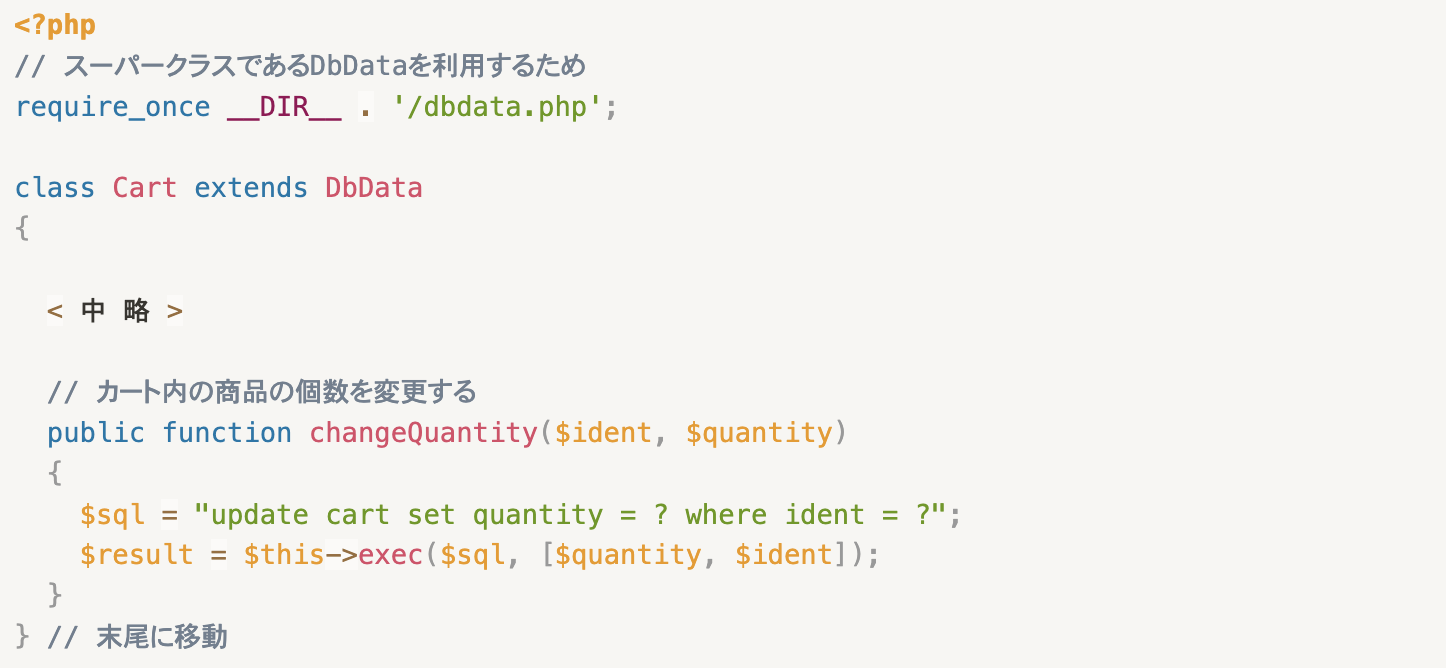 <?php
// スーパークラスであるDbDataを利用するため
require_once __DIR__ . '/dbdata.php';
class Cart extends DbData
{
< 中 略 >
// カート内の商品の個数を変更する
public function changeQuantity($ident, $quantity)
{
$sql = "update cart set quantity = ? where ident = ?";
$result = $this->exec($sql, [$quantity, $ident]);
}
} // 末尾に移動